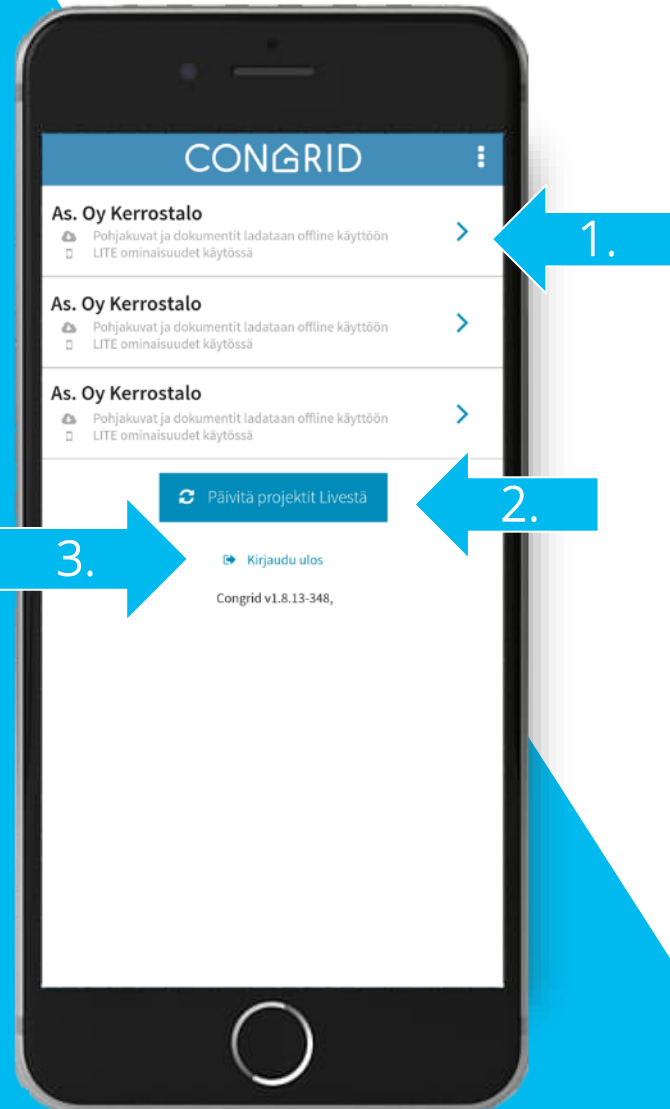 CONGRID
As. Oy Kerrostalo
Pohjakuvat ja dokumentit ladataan offline käyttöön
LITE ominaisuudet käytössä
1.
As. Oy Kerrostalo
Pohjakuvat ja dokumentit ladataan offline käyttöön
LITE ominaisuudet käytössä
As. Oy Kerrostalo
Pohjakuvat ja dokumentit ladataan offline käyttöön
LITE ominaisuudet käytössä
Päivitä projektit Livestä
2.
3.
Kirjaudu ulos
Congrid v1.8.13-348,